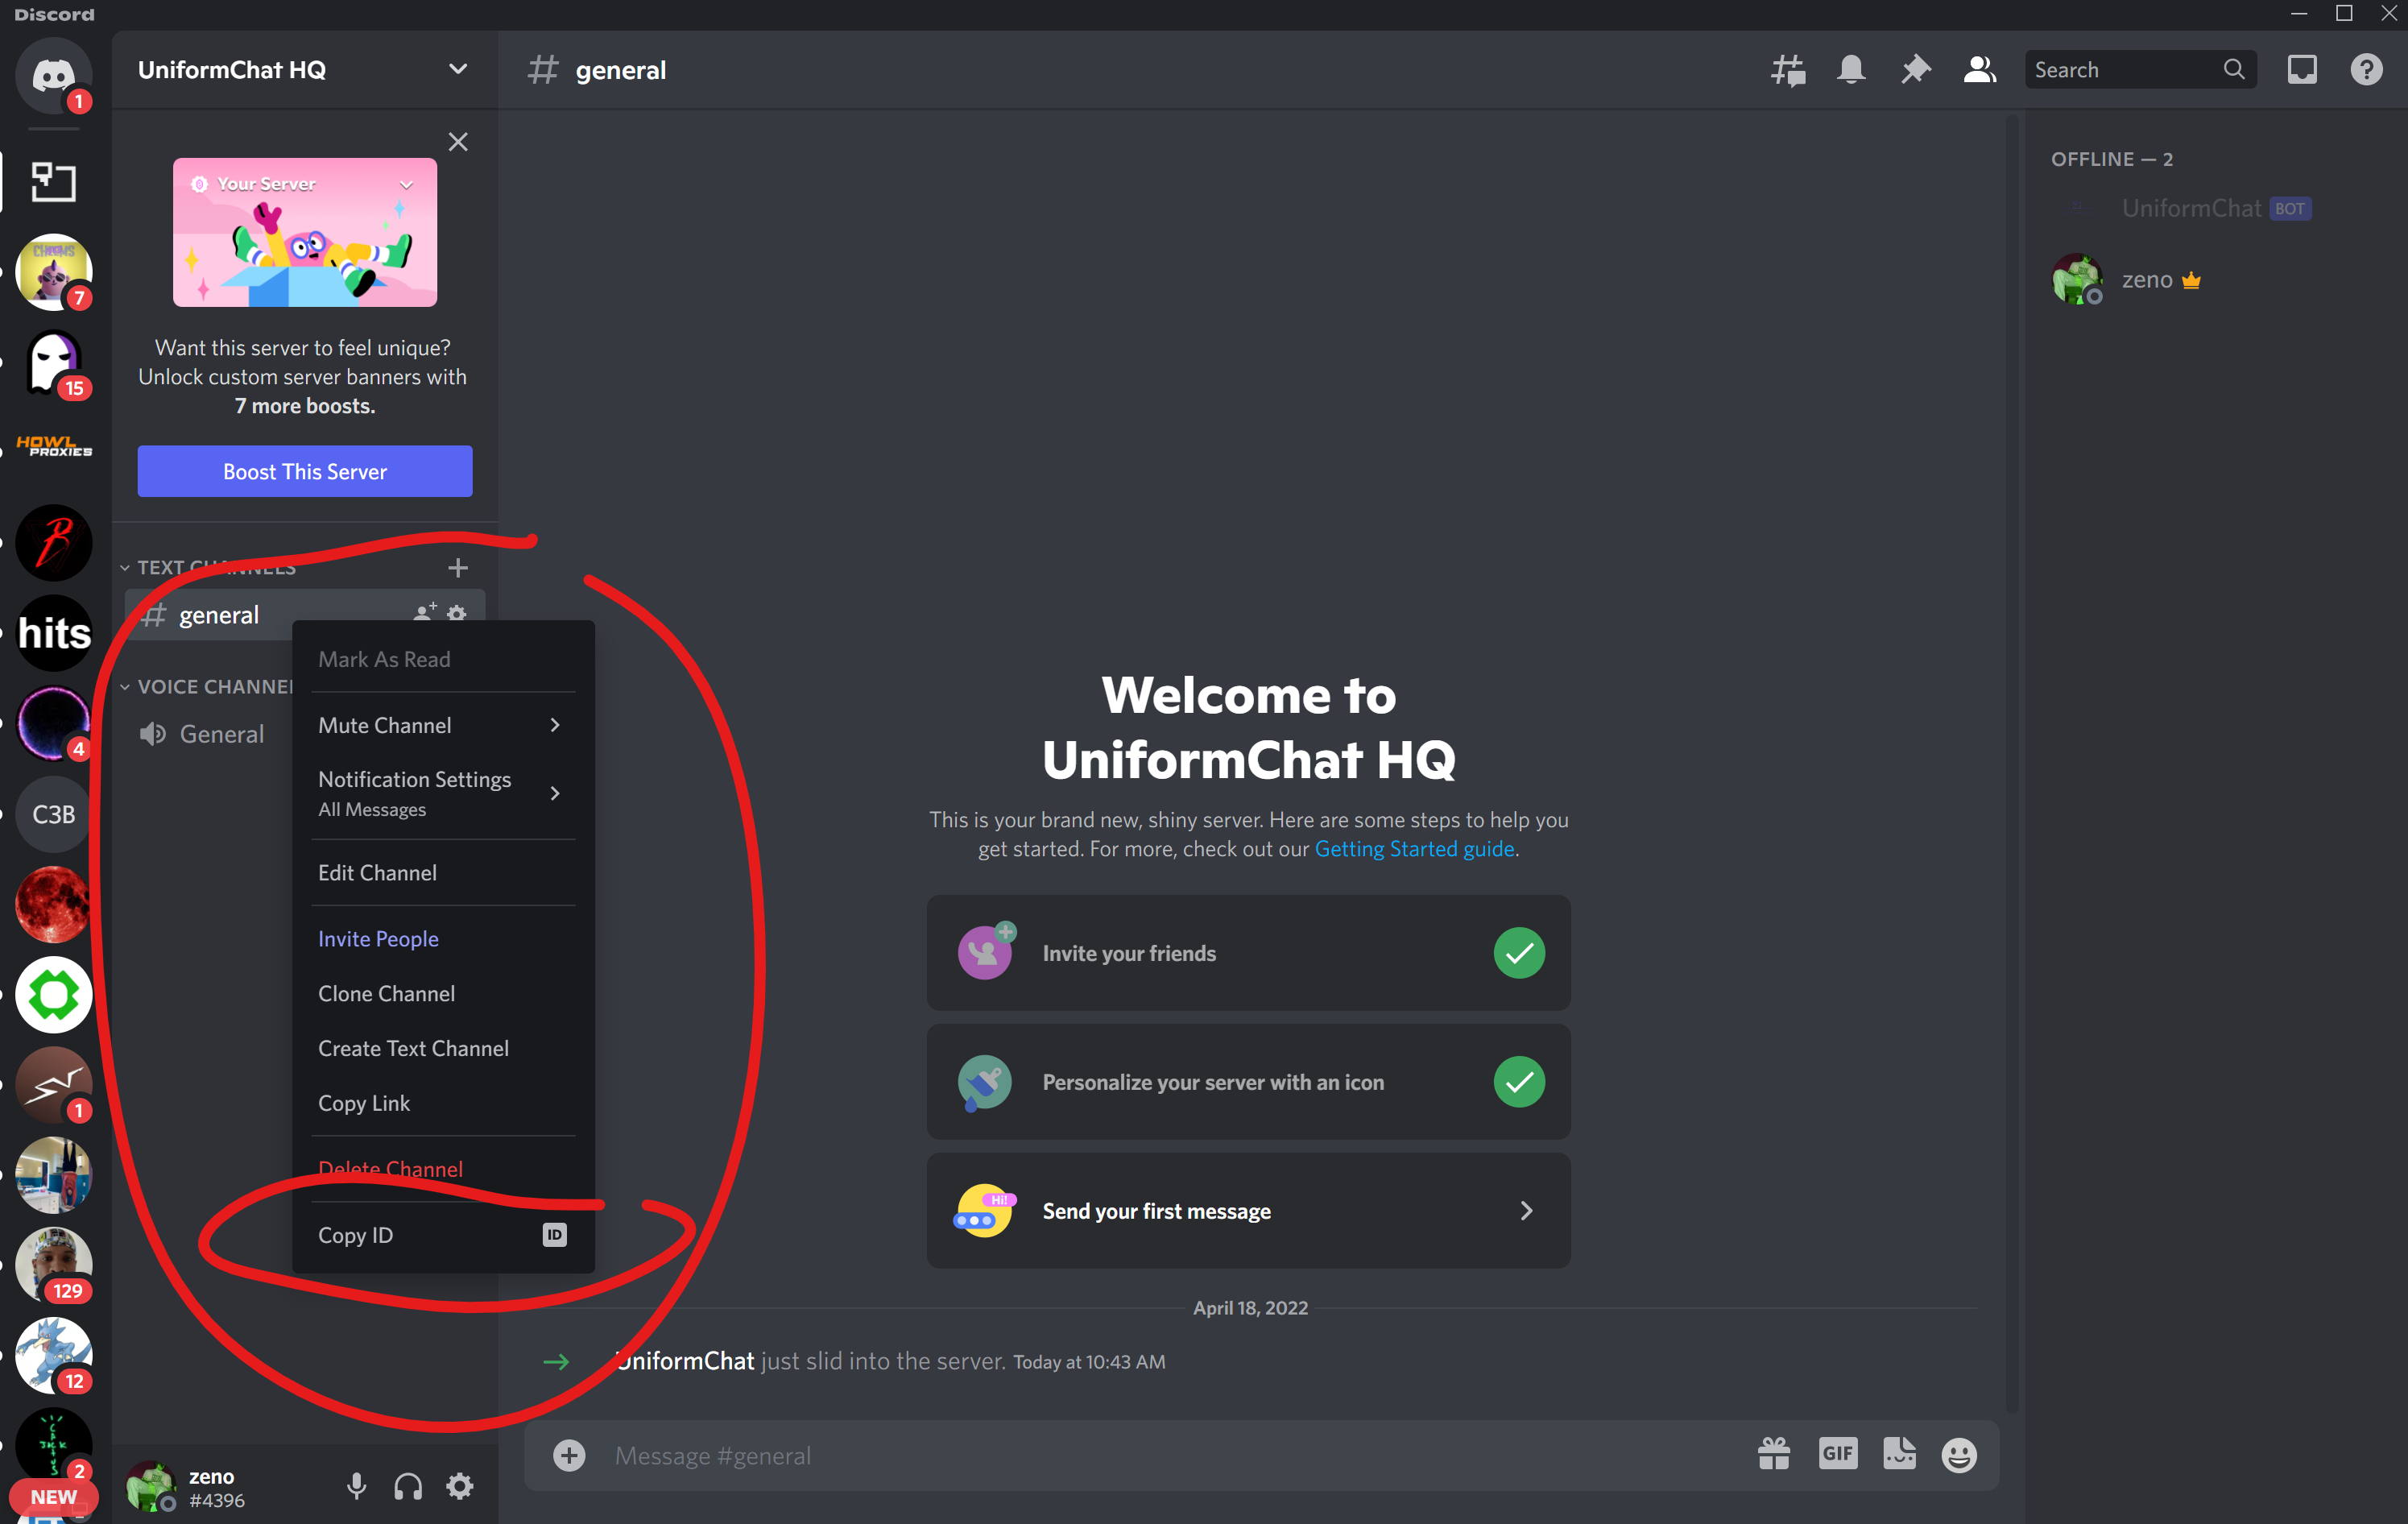 Discord
1
7
15
HOWL
PROXIES
hits
4
C3B
1
129
12
2
NEW
UniformChat HQ
Your Server
Want this server to feel unique?
Unlock custom server banners with
7 more boosts.
Boost This Server
TEXT CHANNELS
general
VOICE CHANNE
General
Mark As Read
Mute Channel
Notification Settings
All Messages
Edit Channel
Invite People
Clone Channel
Create Text Channel
Copy Link
Delete Channel
Copy ID
ID
zeno
#4396
# general
Search
Welcome to
UniformChat HQ
This is your brand new, shiny server. Here are some steps to help you
get started. For more, check out our Getting Started guide.
Invite your friends
Personalize your server with an icon
Hi!
Send your first message
April 18, 2022
UniformChat just slid into the server. Today at 10:43 AM
Message #general
GIF
OFFLINE — 2
UniformChat BOT
zeno